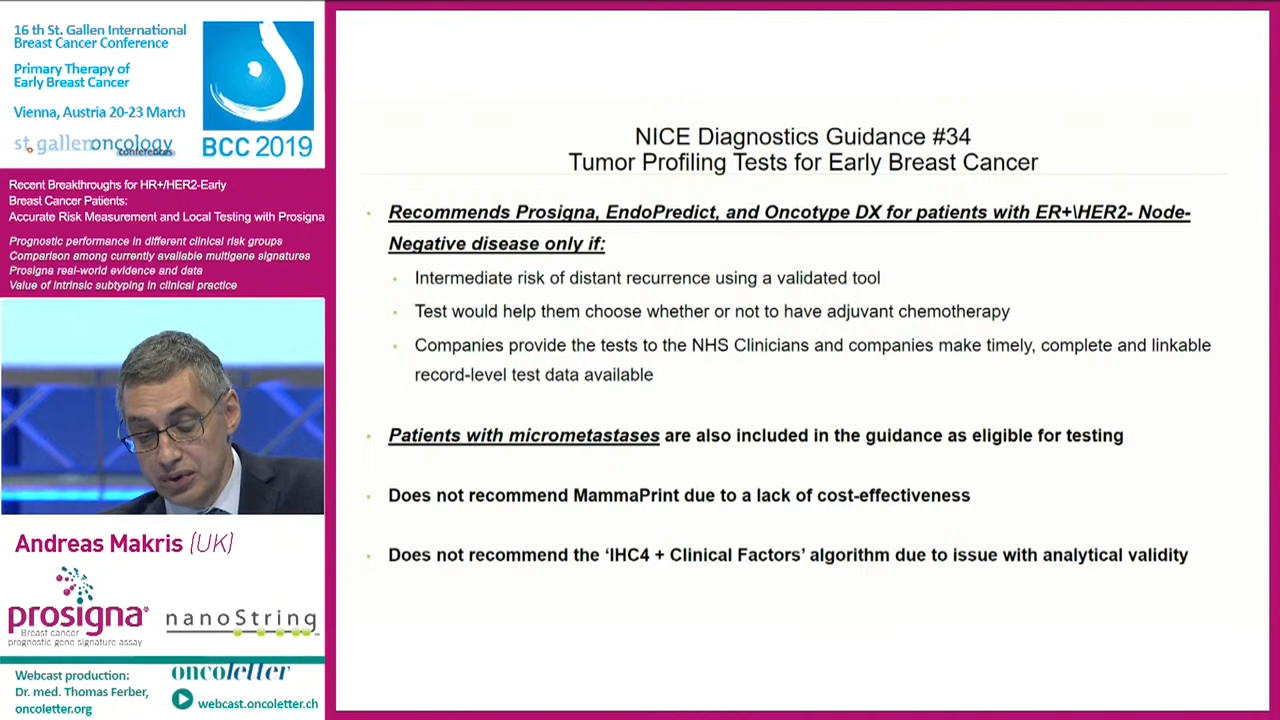 16 th St. Gallen International
Breast Cancer Conference
Primary Therapy of
Early Breast Cancer
Vienna, Austria 20-23 March
st.gallenoncology
conferences
BCC 2019
Recent Breakthroughs for HR+/HER2-Early
Breast Cancer Patients:
Accurate Risk Measurement and Local Testing with Prosigna
Prognostic performance in different clinical risk groups
Comparison among currently available multigene signatures
Prosigna real-world evidence and data
Value of intrinsic subtyping in clinical practice
Andreas Makris (UK)
prosigna®
Breast cancer
prognostic gene signature assay
nanoString
Webcast production:
Dr. med. Thomas Ferber,
oncoletter.org
oncoletter
webcast.oncoletter.ch
NICE Diagnostics Guidance #34
Tumor Profiling Tests for Early Breast Cancer
Recommends Prosigna, EndoPredict, and Oncotype DX for patients with ER+\HER2- Node-
Negative disease only if:
Intermediate risk of distant recurrence using a validated tool
Test would help them choose whether or not to have adjuvant chemotherapy
Companies provide the tests to the NHS Clinicians and companies make timely, complete and linkable
record-level test data available
Patients with micrometastases are also included in the guidance as eligible for testing
Does not recommend MammaPrint due to a lack of cost-effectiveness
Does not recommend the ‘IHC4 + Clinical Factors’ algorithm due to issue with analytical validity